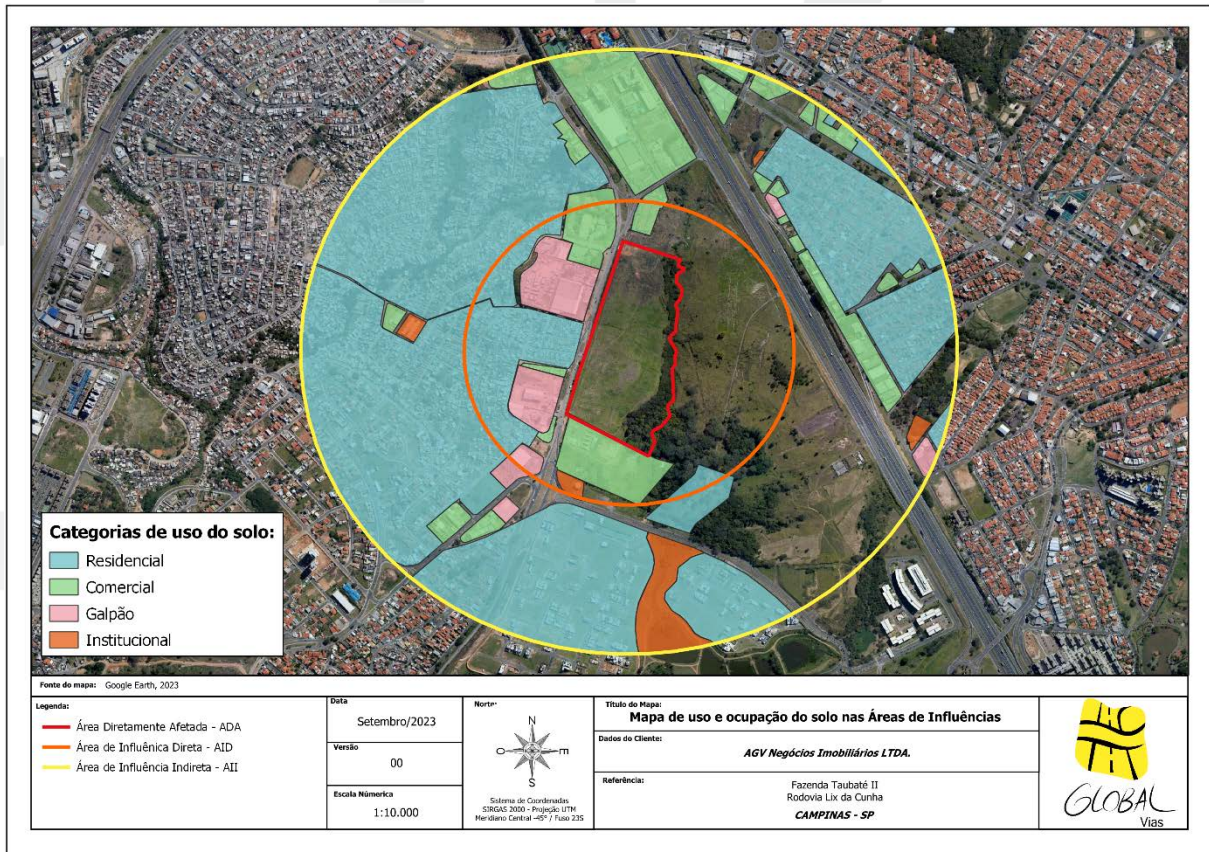 Categorias de uso do solo:
Residencial
Comercial
Galpão
Institucional
Fonte do mapa: Google Earth, 2023
Legenda:
Área Diretamente Afetada - ADA
Área de Influênica Direta - AID
Área de Influência Indireta - AII
Data
Setembro/2023
Versão
00
Escala Númerica
1:10.000
Norte:
N
O
E
S
Sistema de Coordenadas
SIRGAS 2000 - Projeção UTM
Meridiano Central -45° / Fuso 23S
Título do Mapa:
Mapa de uso e ocupação do solo nas Áreas de Influências
Dados do Cliente:
AGV Negócios Imobiliários LTDA.
Referência:
Fazenda Taubaté II
Rodovia Lix da Cunha
CAMPINAS - SP
GLOBAL
Vias